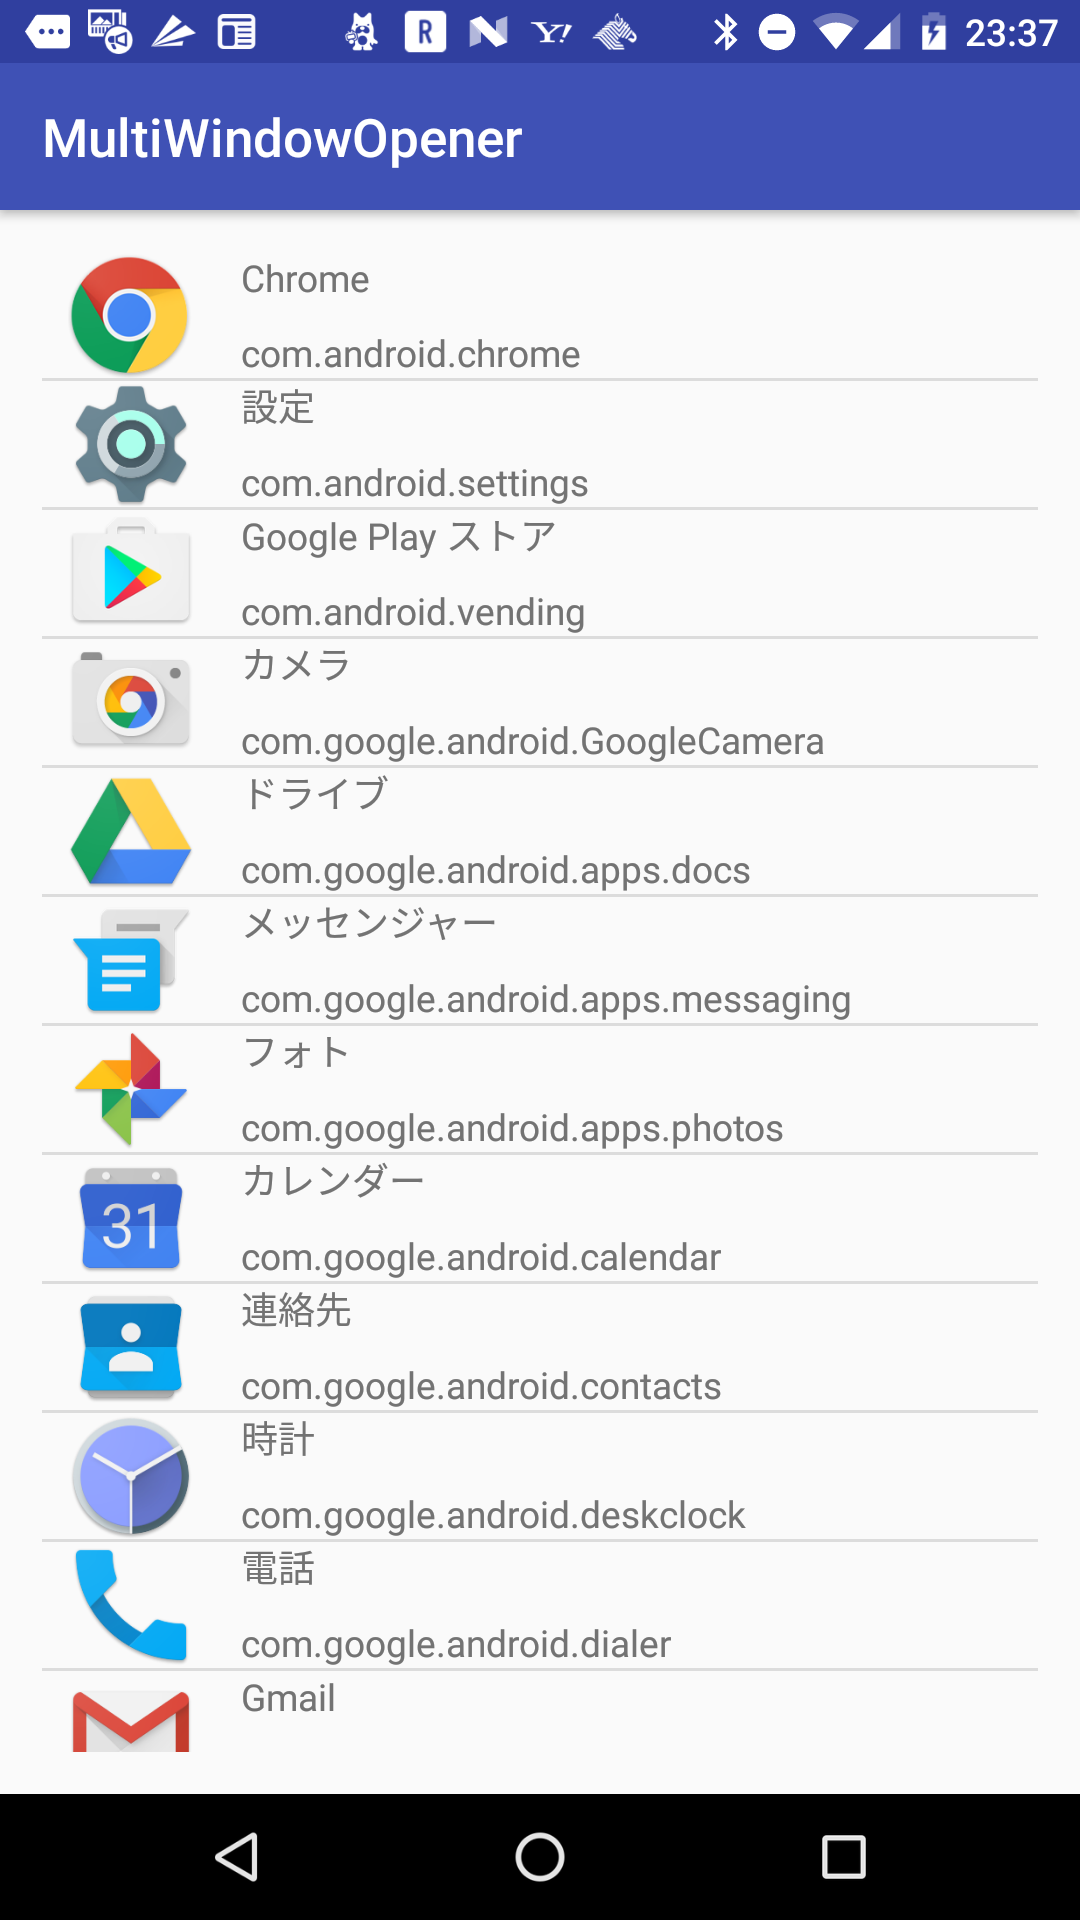 23:37
MultiWindowOpener
Chrome
com.android.chrome
設定
com.android.settings
Google Play ストア
com.android.vending
カメラ
com.google.android.GoogleCamera
ドライブ
com.google.android.apps.docs
メッセンジャー
com.google.android.apps.messaging
フォト
com.google.android.apps.photos
カレンダー
31
com.google.android.calendar
連絡先
com.google.android.contacts
時計
com.google.android.deskclock
電話
com.google.android.dialer
Gmail